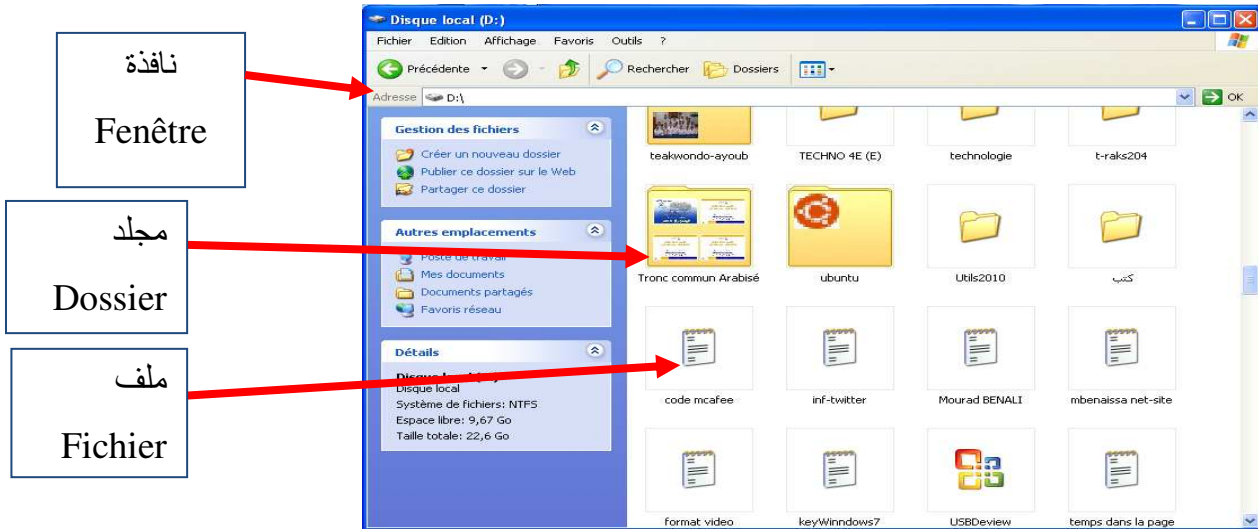 نافذة
Fenêtre
مجلد
Dossier
ملف
Fichier
Disque local (D:)
Fichier Edition Affichage Favoris Outils ?
Précédente Rechercher Dossiers
Adresse D:\ OK
Gestion des fichiers
Créer un nouveau dossier
Publier ce dossier sur le Web
Partager ce dossier
Autres emplacements
Poste de travail
Mes documents
Documents partagés
Favoris réseau
Détails
Disque local
Système de fichiers: NTFS
Espace libre: 9,67 Go
Taille totale: 22,6 Go
teakwondo-ayoub TECHNO 4E (E) technologie t-raks204
Tronc commun Arabisé ubuntu Utils2010 كتب
code mcafee inf-twitter Mourad BENALI mbenaissa net-site
format video keyWinndows7 USBDeview temps dans la page